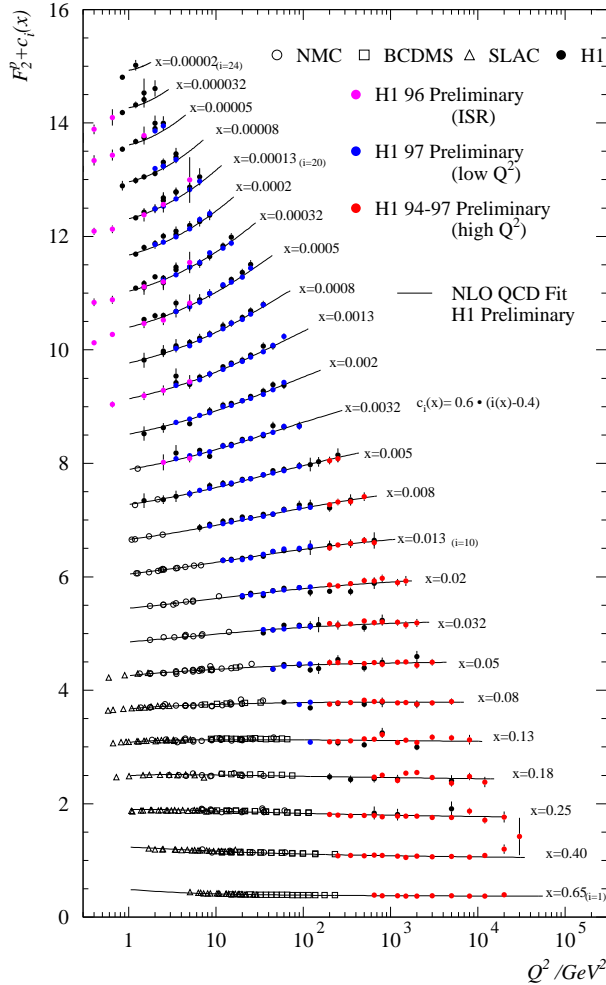 F₂ᵖ+cᵢ(x)
16
14
12
10
8
6
4
2
0
○ NMC □ BCDMS △ SLAC ● H1
● H1 96 Preliminary
(ISR)
● H1 97 Preliminary
(low Q²)
● H1 94-97 Preliminary
(high Q²)
NLO QCD Fit
H1 Preliminary
cᵢ(x)= 0.6 • (i(x)-0.4)
x=0.00002 (i=24)
x=0.000032
x=0.00005
x=0.00008
x=0.00013 (i=20)
x=0.0002
x=0.00032
x=0.0005
x=0.0008
x=0.0013
x=0.002
x=0.0032
x=0.005
x=0.008
x=0.013 (i=10)
x=0.02
x=0.032
x=0.05
x=0.08
x=0.13
x=0.18
x=0.25
x=0.40
x=0.65 (i=1)
1 10 10² 10³ 10⁴ 10⁵
Q² /GeV²